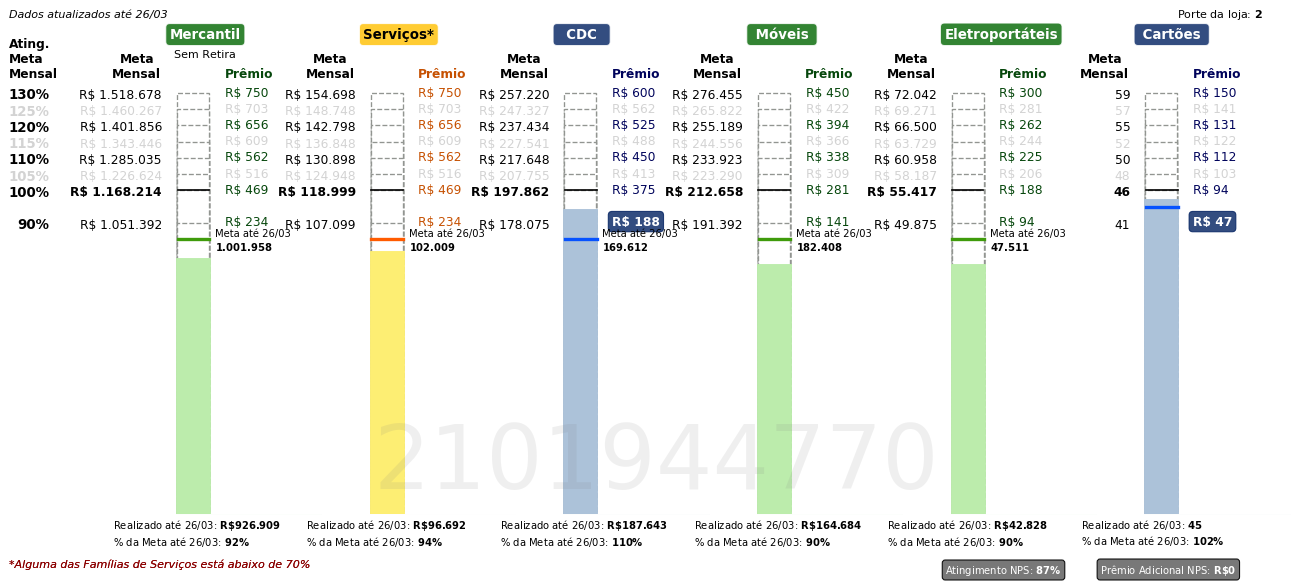 Dados atualizados até 26/03 Porte da loja: 2
Mercantil Serviços* CDC Móveis Eletroportáteis Cartões
Sem Retira
Ating. Meta Mensal Meta Mensal Prêmio Meta Mensal Prêmio Meta Mensal Prêmio Meta Mensal Prêmio Meta Mensal Prêmio Meta Mensal Prêmio
130% R$ 1.518.678 R$ 750 R$ 154.698 R$ 750 R$ 257.220 R$ 600 R$ 276.455 R$ 450 R$ 72.042 R$ 300 59 R$ 150
125% R$ 1.460.267 R$ 703 R$ 148.748 R$ 703 R$ 247.327 R$ 562 R$ 265.822 R$ 422 R$ 69.271 R$ 281 57 R$ 141
120% R$ 1.401.856 R$ 656 R$ 142.798 R$ 656 R$ 237.434 R$ 525 R$ 255.189 R$ 394 R$ 66.500 R$ 262 55 R$ 131
115% R$ 1.343.446 R$ 609 R$ 136.848 R$ 609 R$ 227.541 R$ 488 R$ 244.556 R$ 366 R$ 63.729 R$ 244 52 R$ 122
110% R$ 1.285.035 R$ 562 R$ 130.898 R$ 562 R$ 217.648 R$ 450 R$ 233.923 R$ 338 R$ 60.958 R$ 225 50 R$ 112
105% R$ 1.226.624 R$ 516 R$ 124.948 R$ 516 R$ 207.755 R$ 413 R$ 223.290 R$ 309 R$ 58.187 R$ 206 48 R$ 103
100% R$ 1.168.214 R$ 469 R$ 118.999 R$ 469 R$ 197.862 R$ 375 R$ 212.658 R$ 281 R$ 55.417 R$ 188 46 R$ 94
90% R$ 1.051.392 R$ 234 R$ 107.099 R$ 234 R$ 178.075 R$ 188 R$ 191.392 R$ 141 R$ 49.875 R$ 94 41 R$ 47
Meta até 26/03 Meta até 26/03 Meta até 26/03 Meta até 26/03 Meta até 26/03
1.001.958 102.009 169.612 182.408 47.511
2101944770
Realizado até 26/03: R$926.909 Realizado até 26/03: R$96.692 Realizado até 26/03: R$187.643 Realizado até 26/03: R$164.684 Realizado até 26/03: R$42.828 Realizado até 26/03: 45
% da Meta até 26/03: 92% % da Meta até 26/03: 94% % da Meta até 26/03: 110% % da Meta até 26/03: 90% % da Meta até 26/03: 90% % da Meta até 26/03: 102%
*Alguma das Famílias de Serviços está abaixo de 70% Atingimento NPS: 87% Prêmio Adicional NPS: R$0